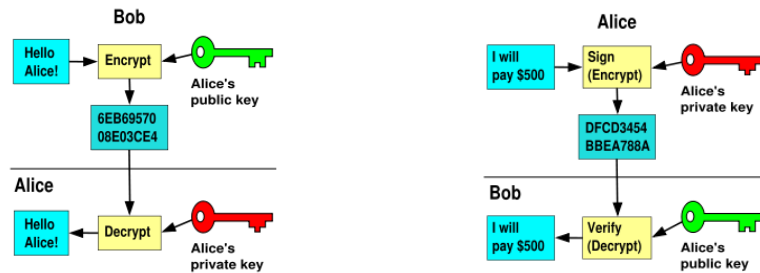 Bob
Hello
Alice!
Encrypt
Alice's
public key
6EB69570
08E03CE4
Alice
Hello
Alice!
Decrypt
Alice's
private key
Alice
I will
pay $500
Sign
(Encrypt)
Alice's
private key
DFCD3454
BBEA788A
Bob
I will
pay $500
Verify
(Decrypt)
Alice's
public key